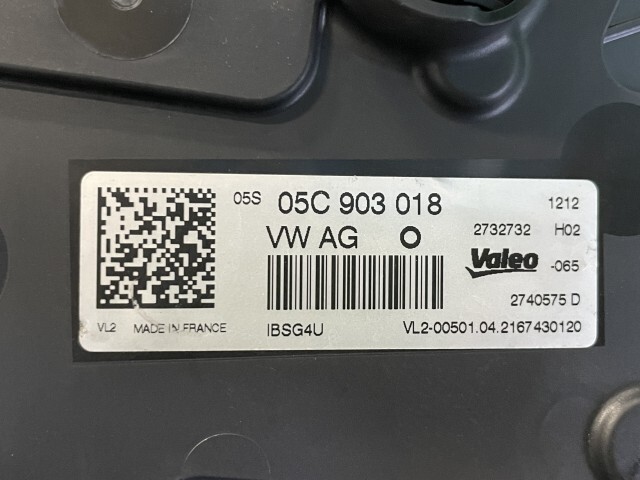 05S 05C 903 018 1212
VW AG O 2732732 H02
Valeo -065
2740575 D
VL2 MADE IN FRANCE IBSG4U VL2-00501.04.2167430120